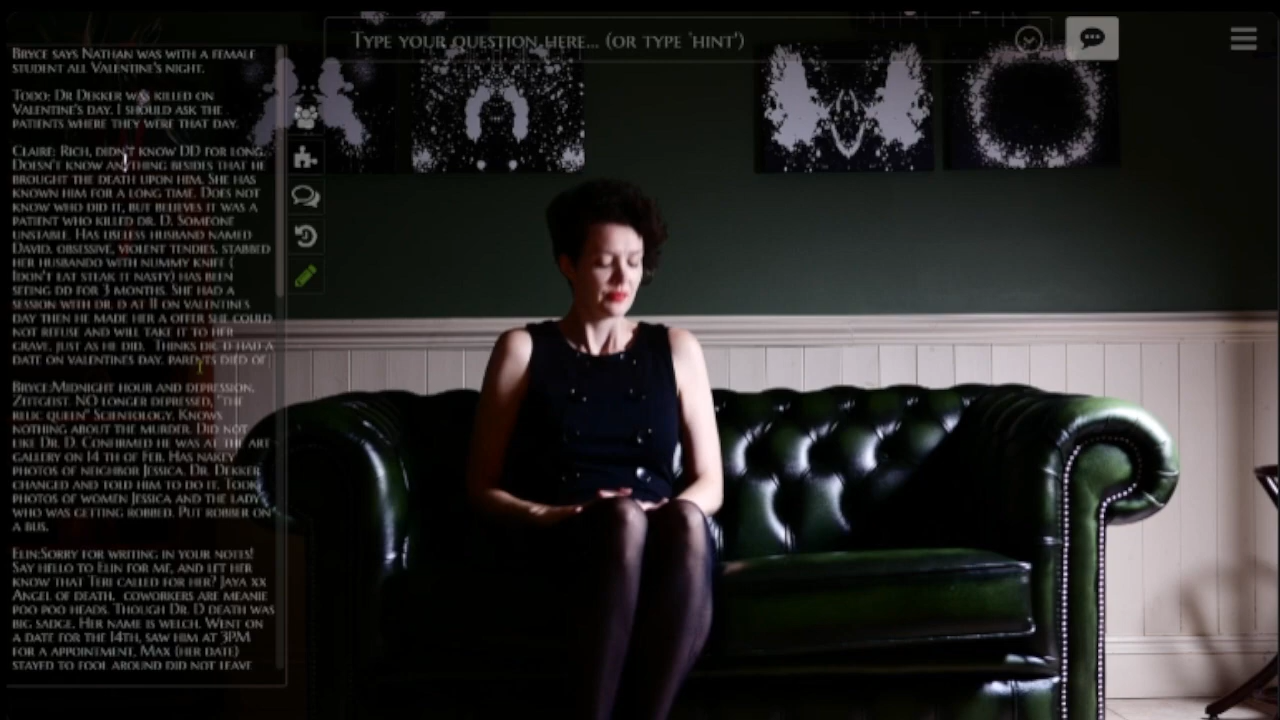 Type your question here... (or type 'hint')
Bryce says Nathan was with a female
student all Valentine's night.
Todo: Dr Dekker was killed on
Valentine's day. I should ask the
patients where they were that day.
Claire: Rich, didn't know DD for long.
Doesn't know anything besides that he
brought the death upon him. She has
known him for a long time. Does not
know who did it, but believes it was a
patient who killed Dr. D. Someone
unstable. Has useless husband named
David. obsessive, violent tendies. stabbed
her husbando with nummy knife (
Idon't eat steak it nasty) has been
seeing DD for 3 months. She had a
session with Dr. D at 11 on valentines
day then he made her a offer she could
not refuse and will take it to her
grave. just as he did. Thinks Dr. D had a
date on valentines day. parents died of
Bryce:Midnight hour and depression.
Zeitgeist. NO longer depressed, "the
relic queen" Scientology. Knows
nothing about the murder. Did not
like Dr. D. Confirmed he was at the art
gallery on 14 th of Feb. Has nakey
photos of neighbor Jessica. Dr. Dekker
changed and told him to do it. Took
photos of women Jessica and the lady
who was getting robbed. Put robber on
a bus.
Elin:Sorry for writing in your notes!
Say hello to Elin for me, and let her
know that Teri called for her? Jaya xx
Angel of death. coworkers are meanie
poo poo heads. Though Dr. D death was
big sadge. Her name is welch. Went on
a date for the 14th, saw him at 3PM
for a appointment, Max (her date)
stayed to fool around did not leave